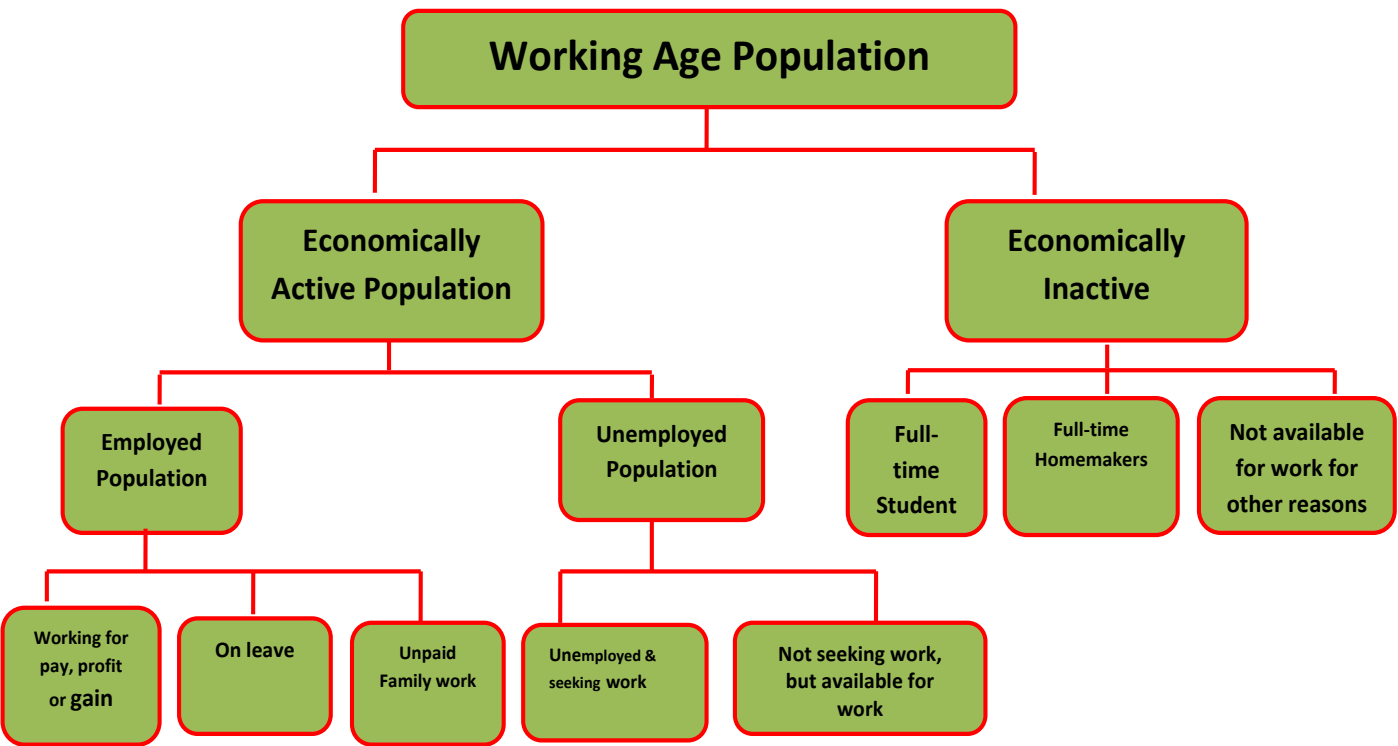 Working Age Population
Economically
Active Population
Economically
Inactive
Employed
Population
Unemployed
Population
Full-
time
Student
Full-time
Homemakers
Not available
for work for
other reasons
Working for
pay, profit
or gain
On leave
Unpaid
Family work
Unemployed &
seeking work
Not seeking work,
but available for
work